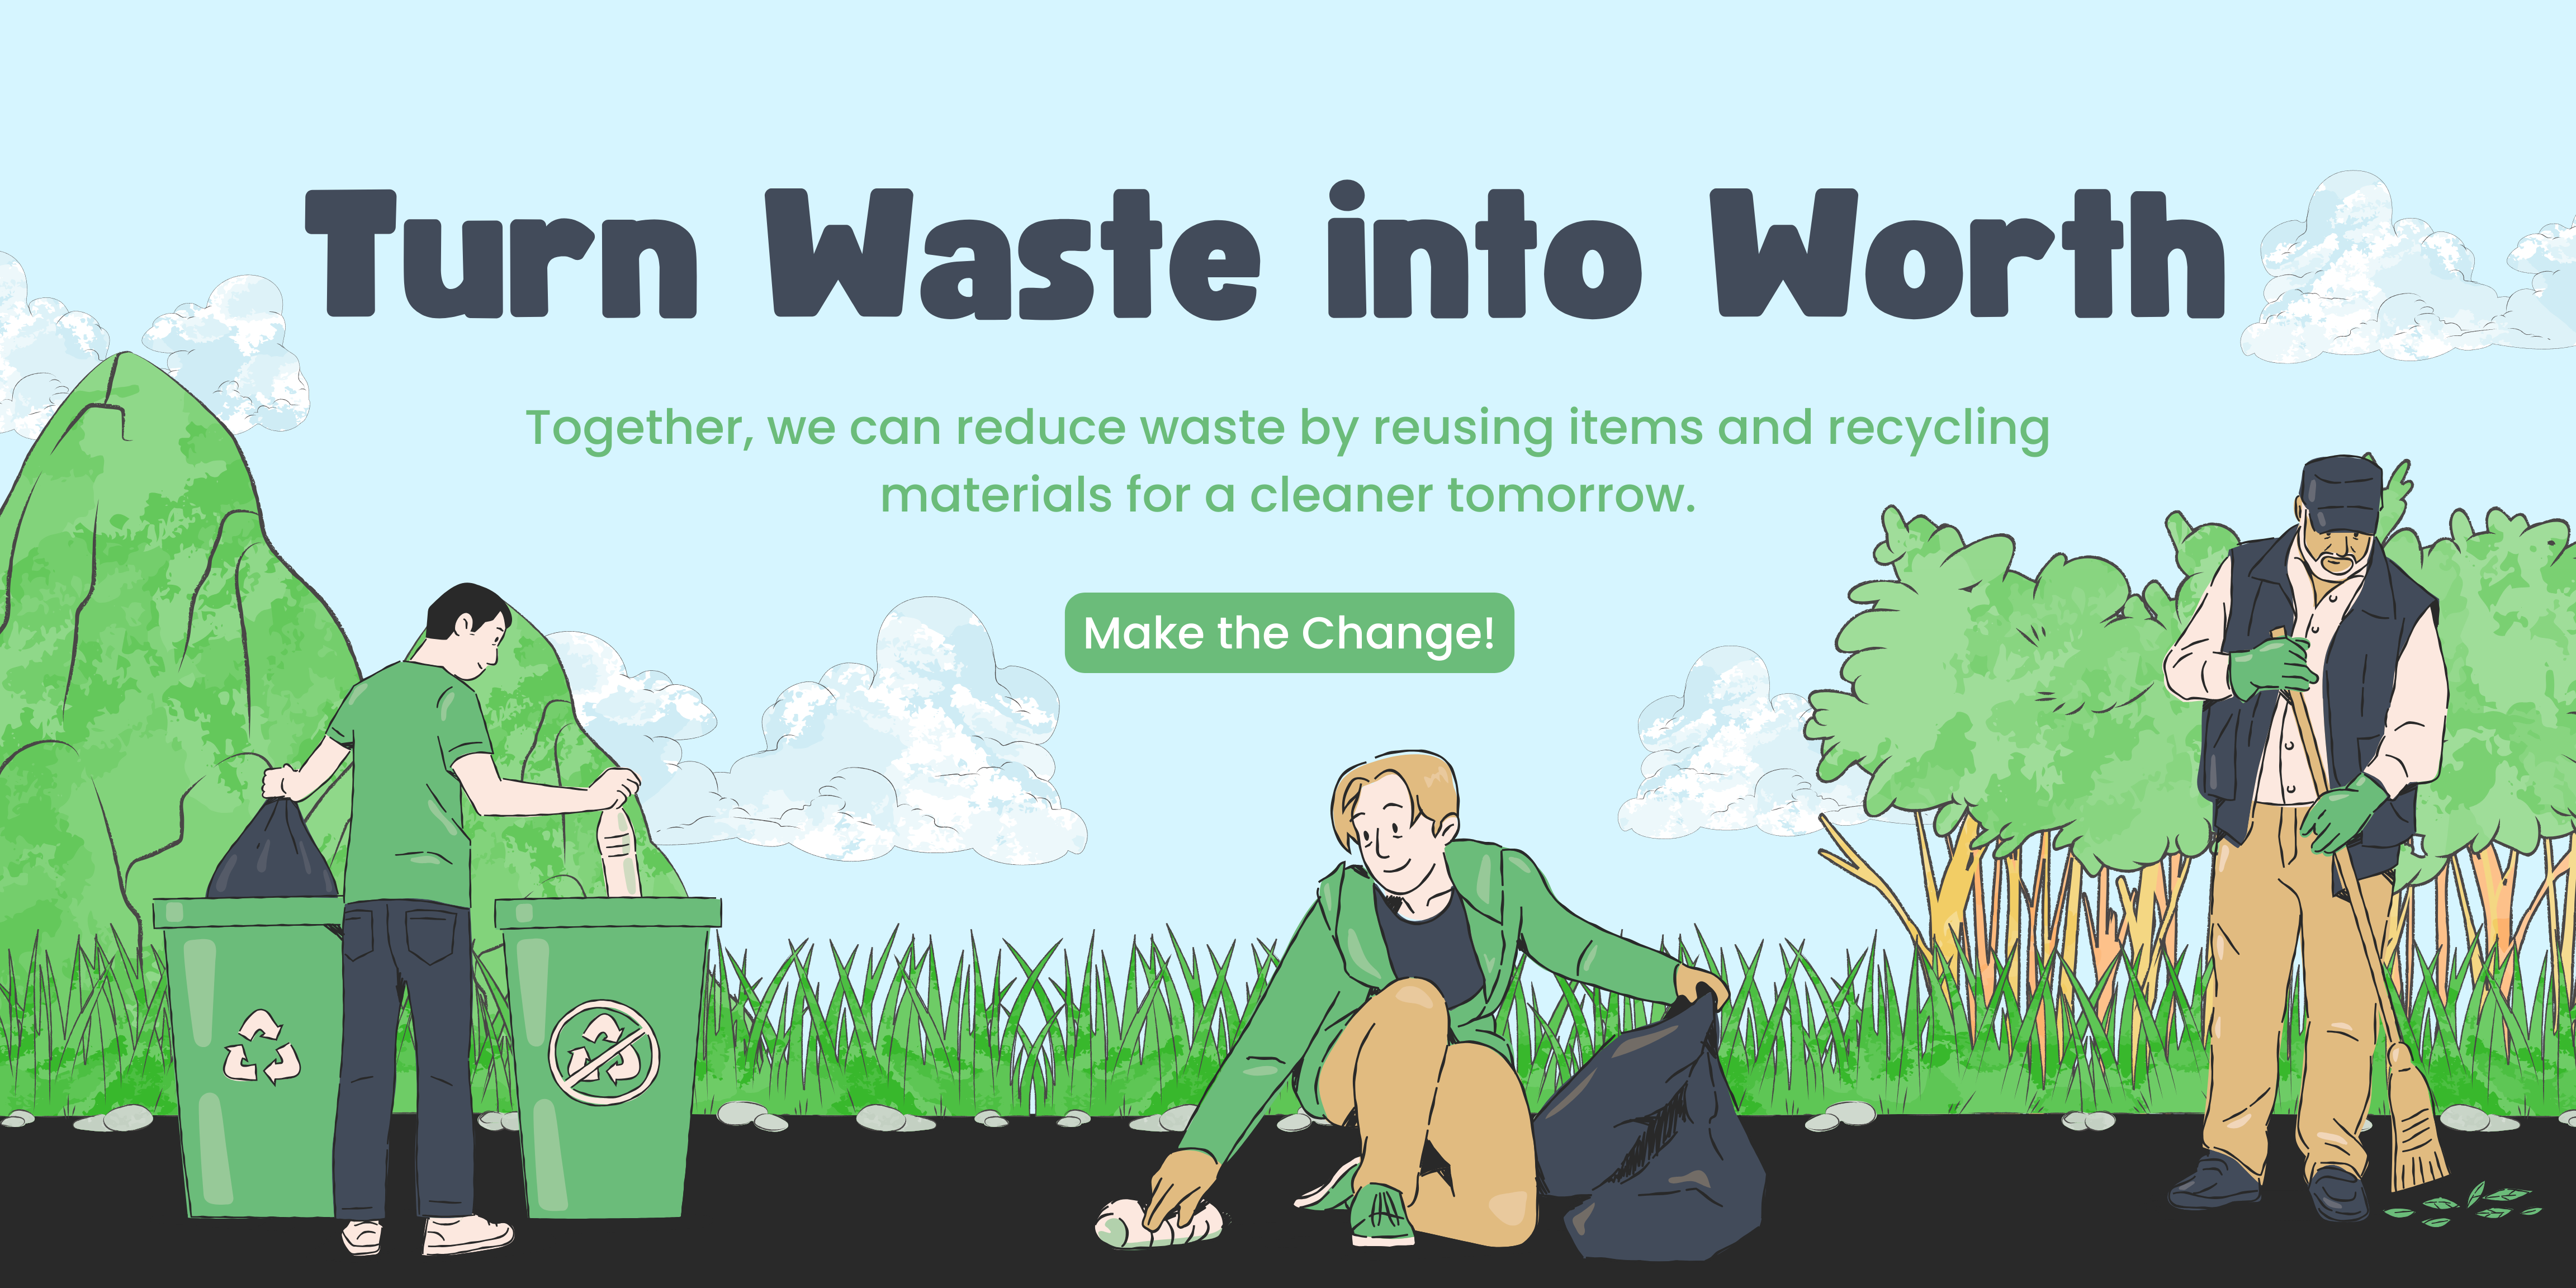 Turn Waste into Worth
Together, we can reduce waste by reusing items and recycling
materials for a cleaner tomorrow.
Make the Change!